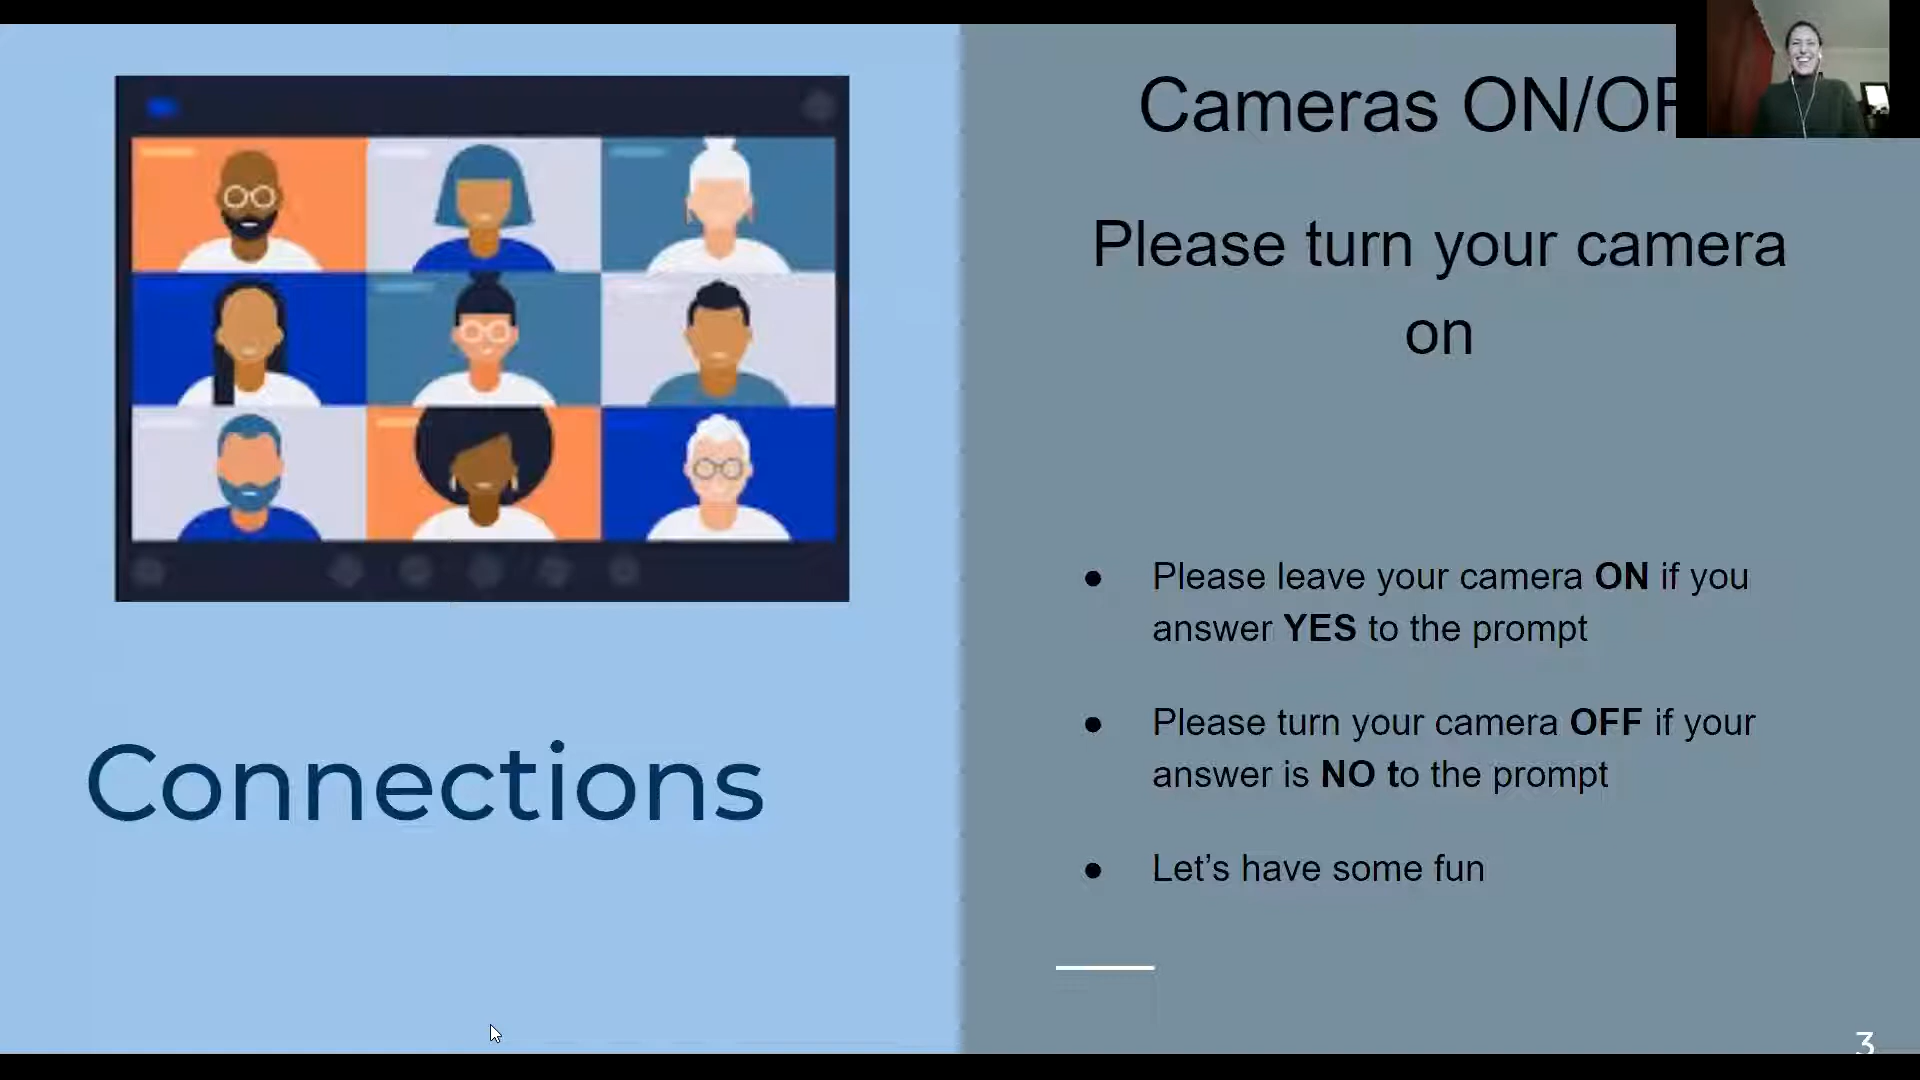 Cameras ON/OF
Please turn your camera
on
● Please leave your camera ON if you
answer YES to the prompt
● Please turn your camera OFF if your
answer is NO to the prompt
● Let’s have some fun
Connections
3